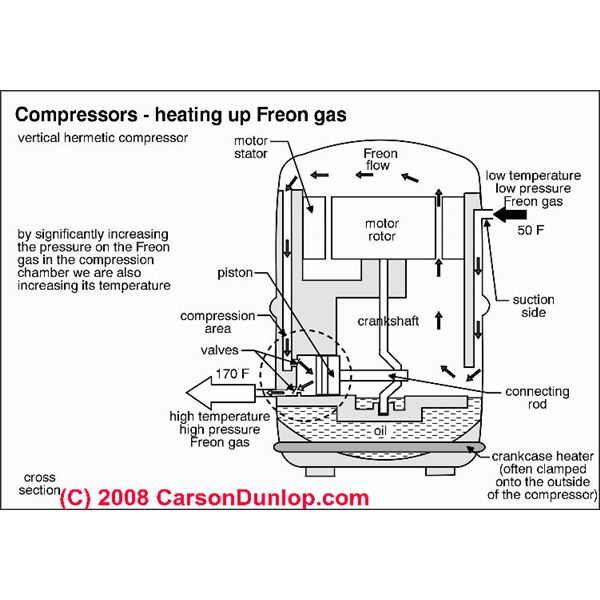 Compressors - heating up Freon gas
vertical hermetic compressor
motor
stator
Freon
flow
low temperature
low pressure
Freon gas
50 F
motor
rotor
by significantly increasing
the pressure on the Freon
gas in the compression
chamber we are also
increasing its temperature
piston
suction
side
compression
area
crankshaft
valves
170 F
connecting
rod
high temperature
high pressure
Freon gas
oil
crankcase heater
(often clamped
onto the outside
of the compressor)
cross
section
(C) 2008 CarsonDunlop.com